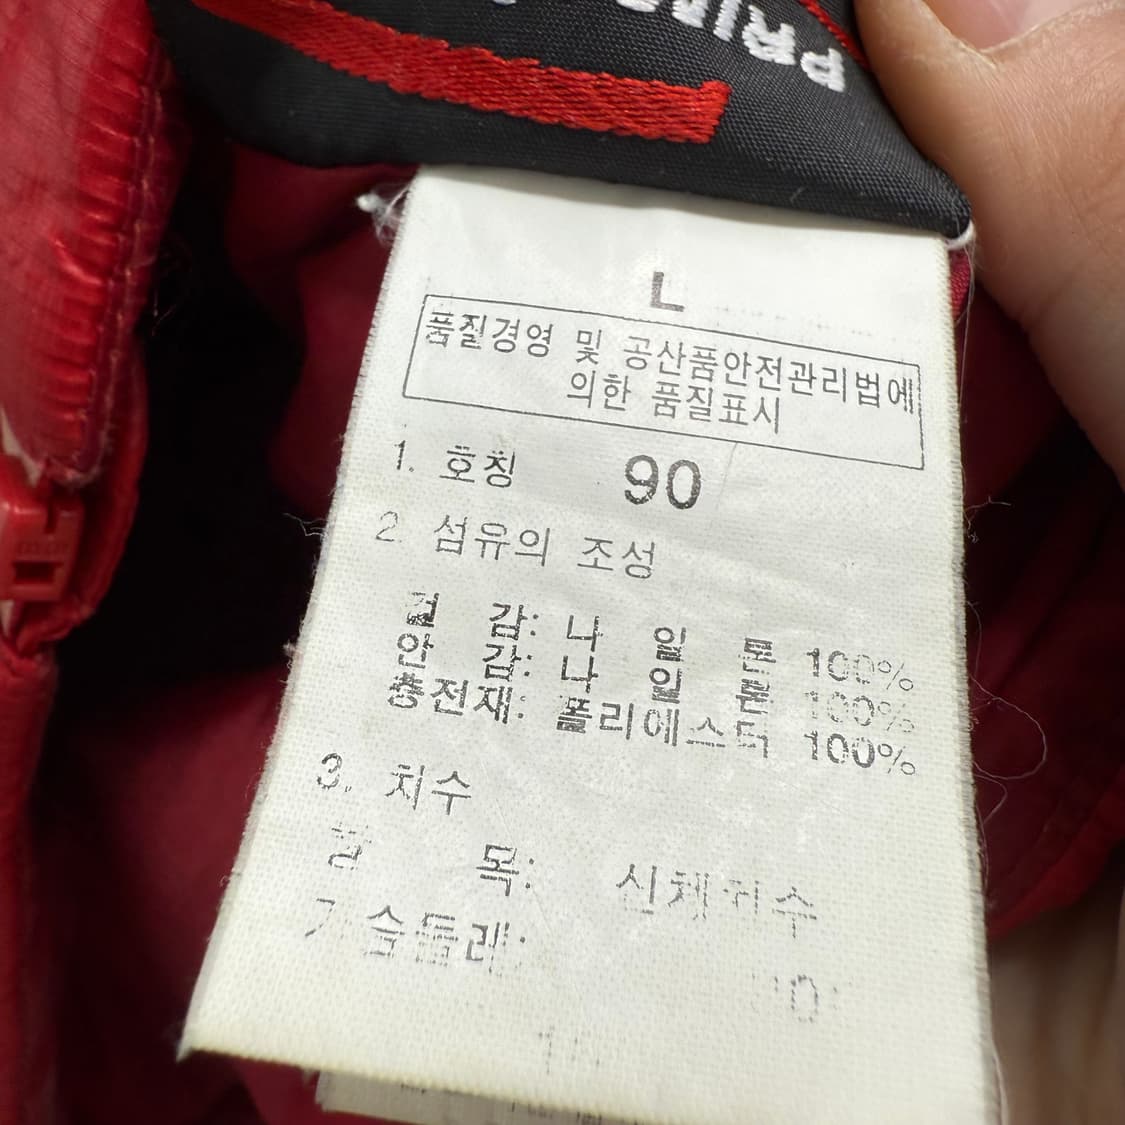 L
품질경영 및 공산품안전관리법에
의한 품질표시
1. 호칭 90
2 섬유의 조성
겉 감: 나 일 론 100%
안 감: 나 일 론 100%
충전재: 폴리에스터 100%
3. 치수
항 목: 신체치수
가슴둘레: